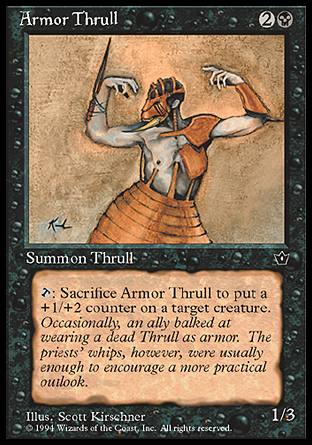 Armor Thrull 2
Summon Thrull
: Sacrifice Armor Thrull to put a
+1/+2 counter on a target creature.
Occasionally, an ally balked at
wearing a dead Thrull as armor. The
priests' whips, however, were usually
enough to encourage a more practical
outlook.
Illus. Scott Kirschner 1/3
© 1994 Wizards of the Coast, Inc. All rights reserved.